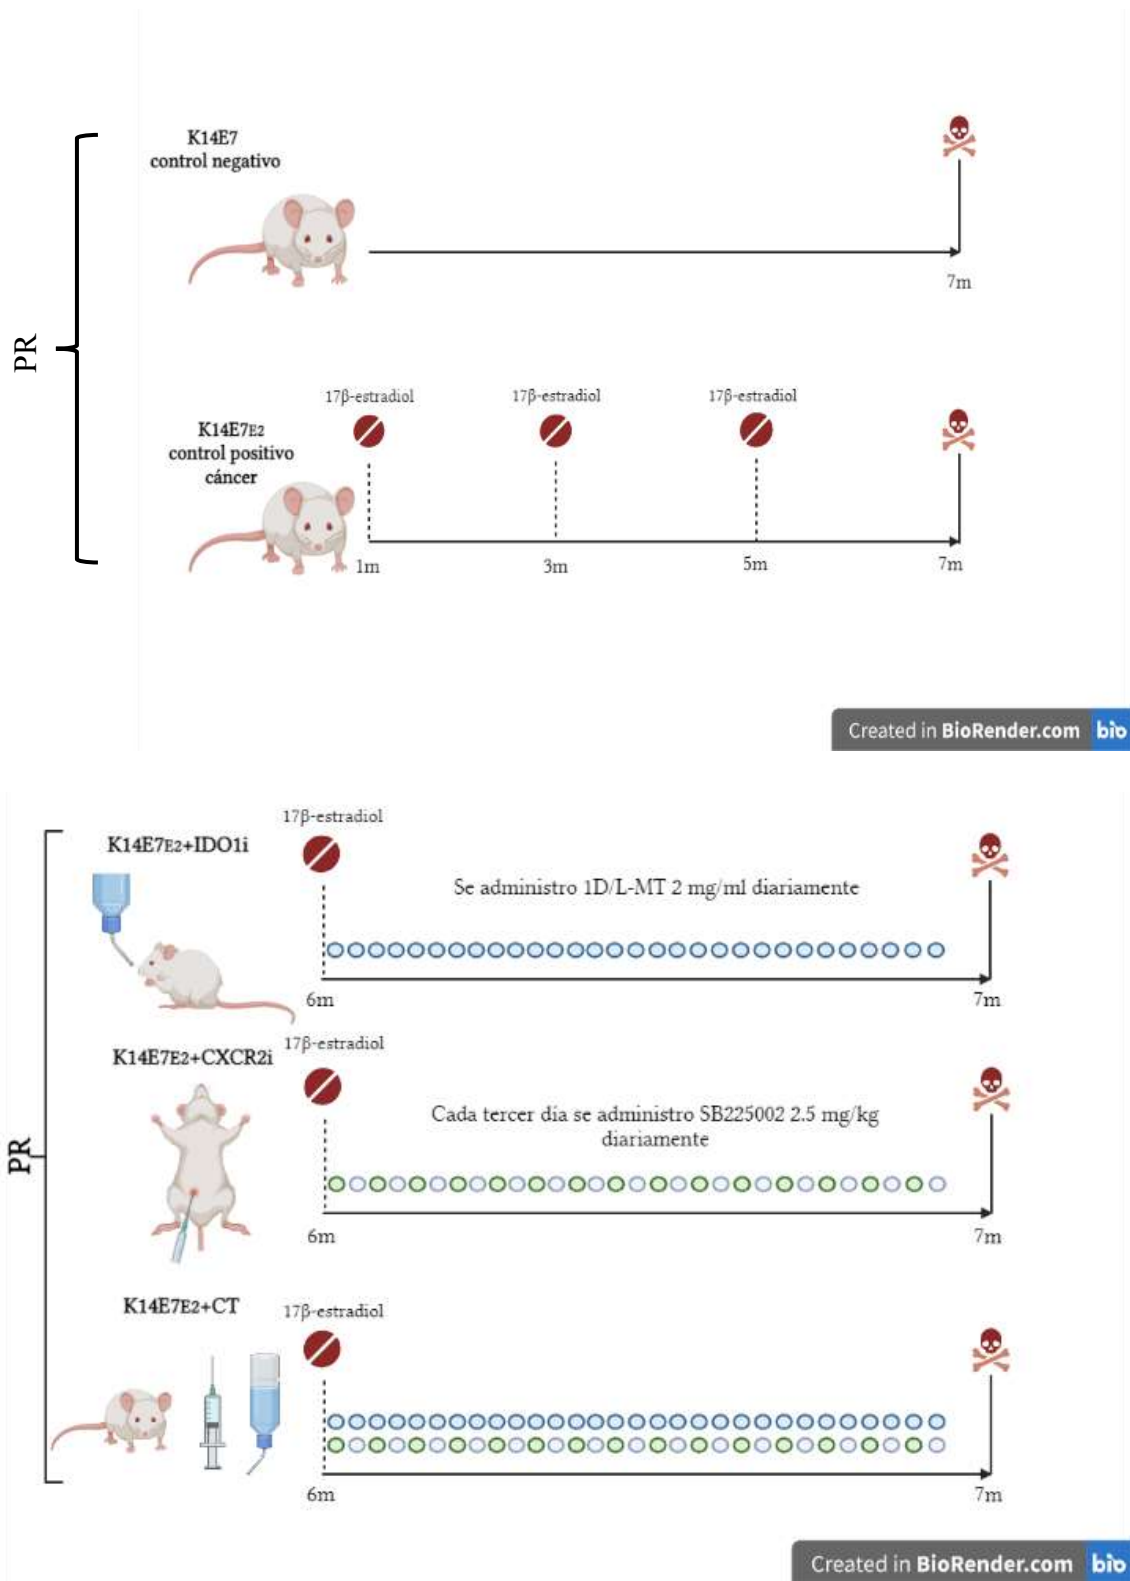 K14E7
control negativo
7m
PR
17β-estradiol
17β-estradiol
17β-estradiol
K14E7E2
control positivo
cáncer
1m
3m
5m
7m
Created in BioRender.com bio
17β-estradiol
K14E7E2+IDO1i
Se administro 1D/L-MT 2 mg/ml diariamente
6m
7m
17β-estradiol
K14E7E2+CXCR2i
Cada tercer día se administro SB225002 2.5 mg/kg
diariamente
PR
6m
7m
K14E7E2+CT
17β-estradiol
6m
7m
Created in BioRender.com bio